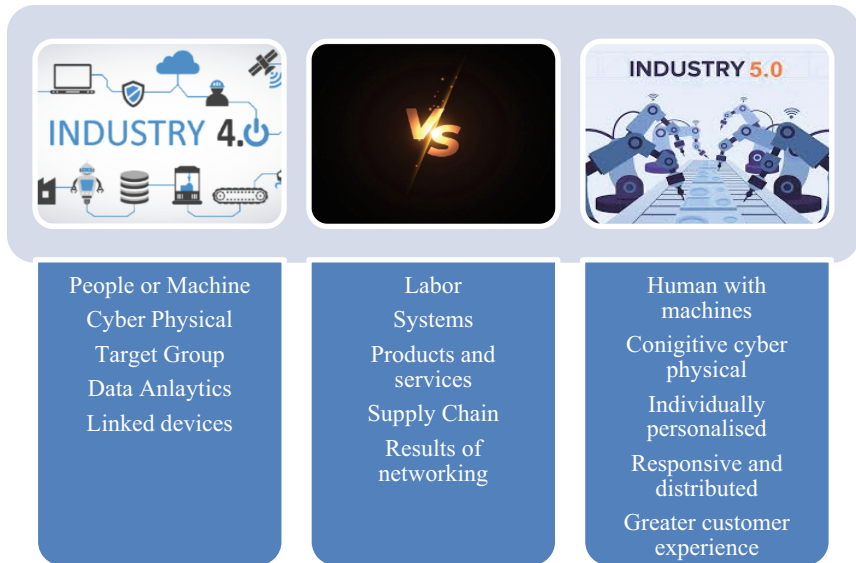 INDUSTRY 4.0
VS
INDUSTRY 5.0
People or Machine
Cyber Physical
Target Group
Data Anlaytics
Linked devices
Labor
Systems
Products and
services
Supply Chain
Results of
networking
Human with
machines
Conigitive cyber
physical
Individually
personalised
Responsive and
distributed
Greater customer
experience